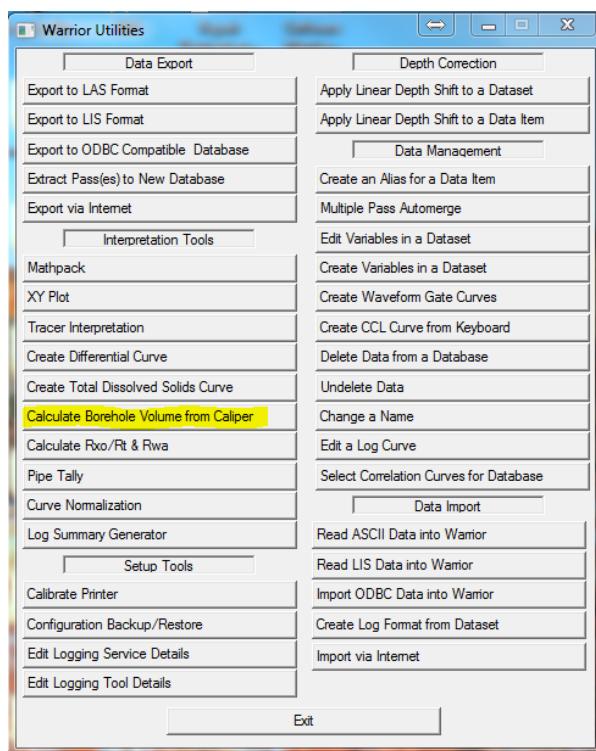 Warrior Utilities
Data Export
Export to LAS Format
Export to LIS Format
Export to ODBC Compatible Database
Extract Pass(es) to New Database
Export via Internet
Interpretation Tools
Mathpack
XY Plot
Tracer Interpretation
Create Differential Curve
Create Total Dissolved Solids Curve
Calculate Borehole Volume from Caliper
Calculate Rxo/Rt & Rwa
Pipe Tally
Curve Normalization
Log Summary Generator
Setup Tools
Calibrate Printer
Configuration Backup/Restore
Edit Logging Service Details
Edit Logging Tool Details
Depth Correction
Apply Linear Depth Shift to a Dataset
Apply Linear Depth Shift to a Data Item
Data Management
Create an Alias for a Data Item
Multiple Pass Automerge
Edit Variables in a Dataset
Create Variables in a Dataset
Create Waveform Gate Curves
Create CCL Curve from Keyboard
Delete Data from a Database
Undelete Data
Change a Name
Edit a Log Curve
Select Correlation Curves for Database
Data Import
Read ASCII Data into Warrior
Read LIS Data into Warrior
Import ODBC Data into Warrior
Create Log Format from Dataset
Import via Internet
Exit